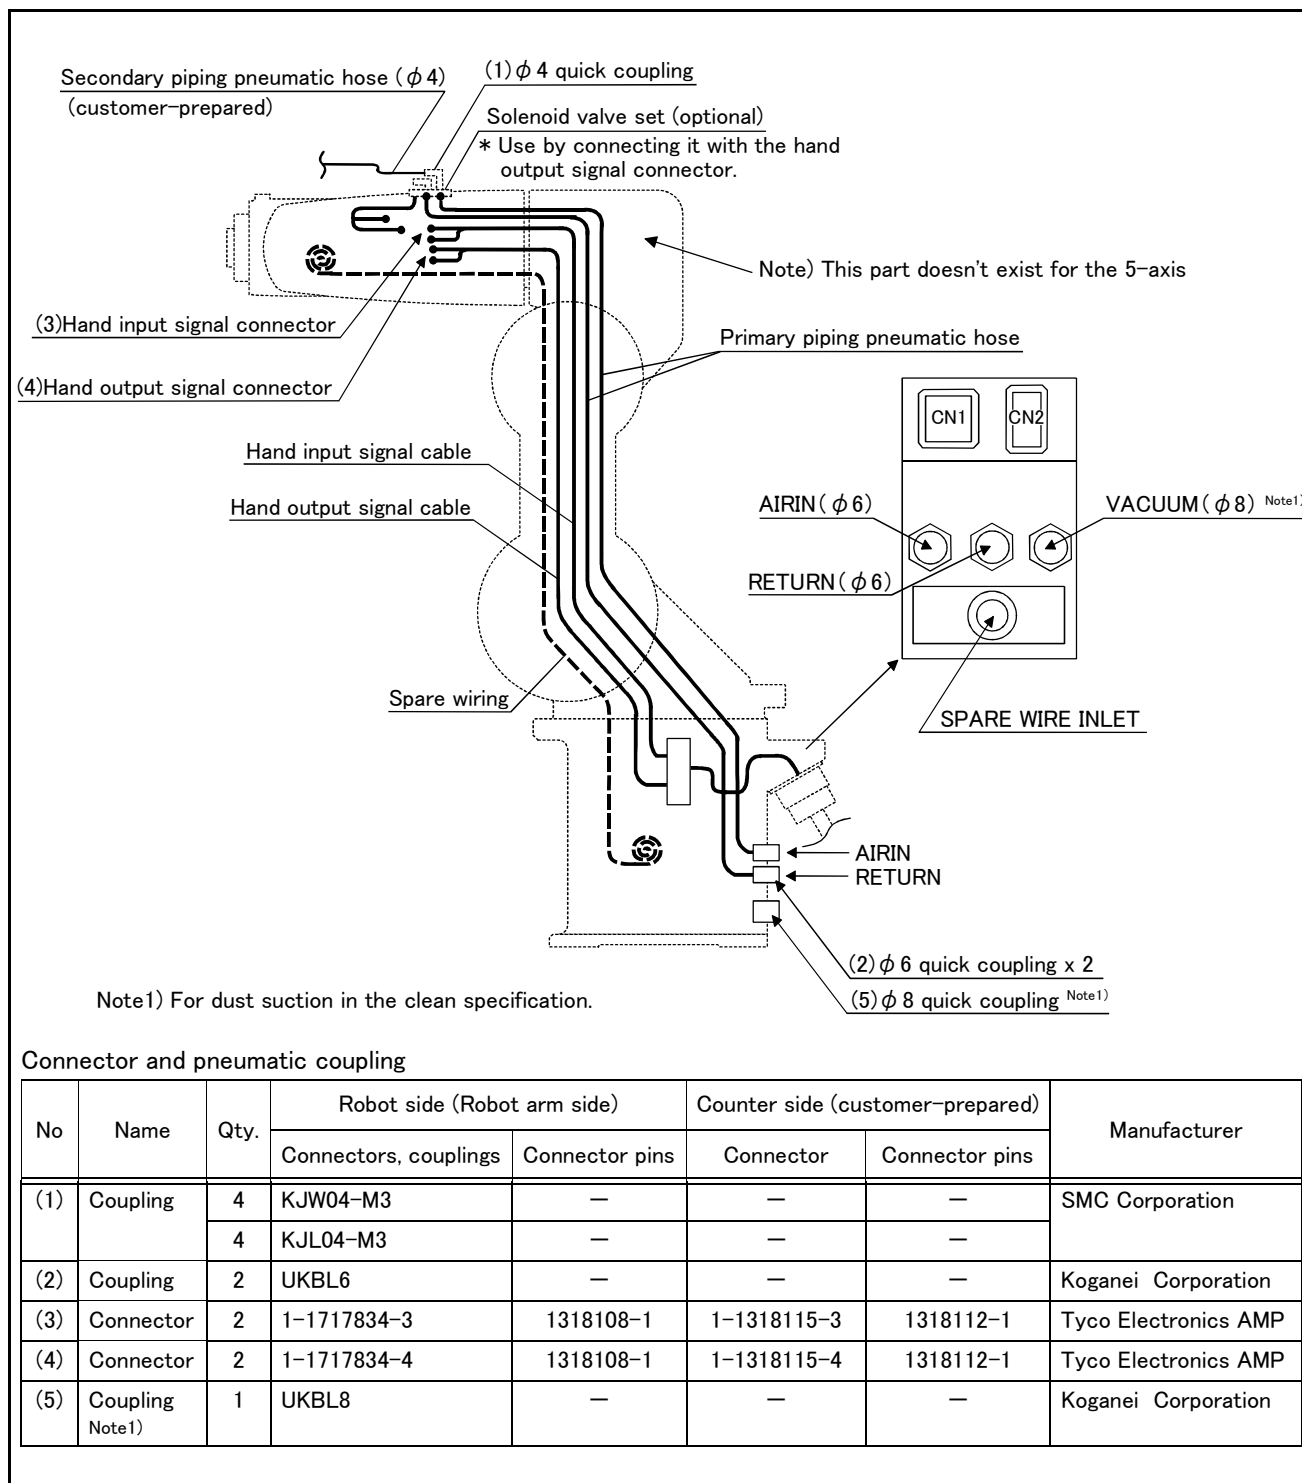 Secondary piping pneumatic hose (φ4)
(customer-prepared)
(1)φ4 quick coupling
Solenoid valve set (optional)
* Use by connecting it with the hand
output signal connector.
Note) This part doesn't exist for the 5-axis
(3)Hand input signal connector
(4)Hand output signal connector
Primary piping pneumatic hose
CN1 CN2
Hand input signal cable
Hand output signal cable
AIRIN(φ6)
VACUUM(φ8) Note1)
RETURN(φ6)
Spare wiring
SPARE WIRE INLET
AIRIN
RETURN
(2)φ6 quick coupling x 2
(5)φ8 quick coupling Note1)
Note1) For dust suction in the clean specification.
Connector and pneumatic coupling
No Name Qty. Robot side (Robot arm side) Counter side (customer-prepared) Manufacturer
Connectors, couplings Connector pins Connector Connector pins
(1) Coupling 4 KJW04-M3 — — — SMC Corporation
4 KJL04-M3 — — —
(2) Coupling 2 UKBL6 — — — Koganei Corporation
(3) Connector 2 1-1717834-3 1318108-1 1-1318115-3 1318112-1 Tyco Electronics AMP
(4) Connector 2 1-1717834-4 1318108-1 1-1318115-4 1318112-1 Tyco Electronics AMP
(5) Coupling 1 UKBL8 — — — Koganei Corporation
Note1)